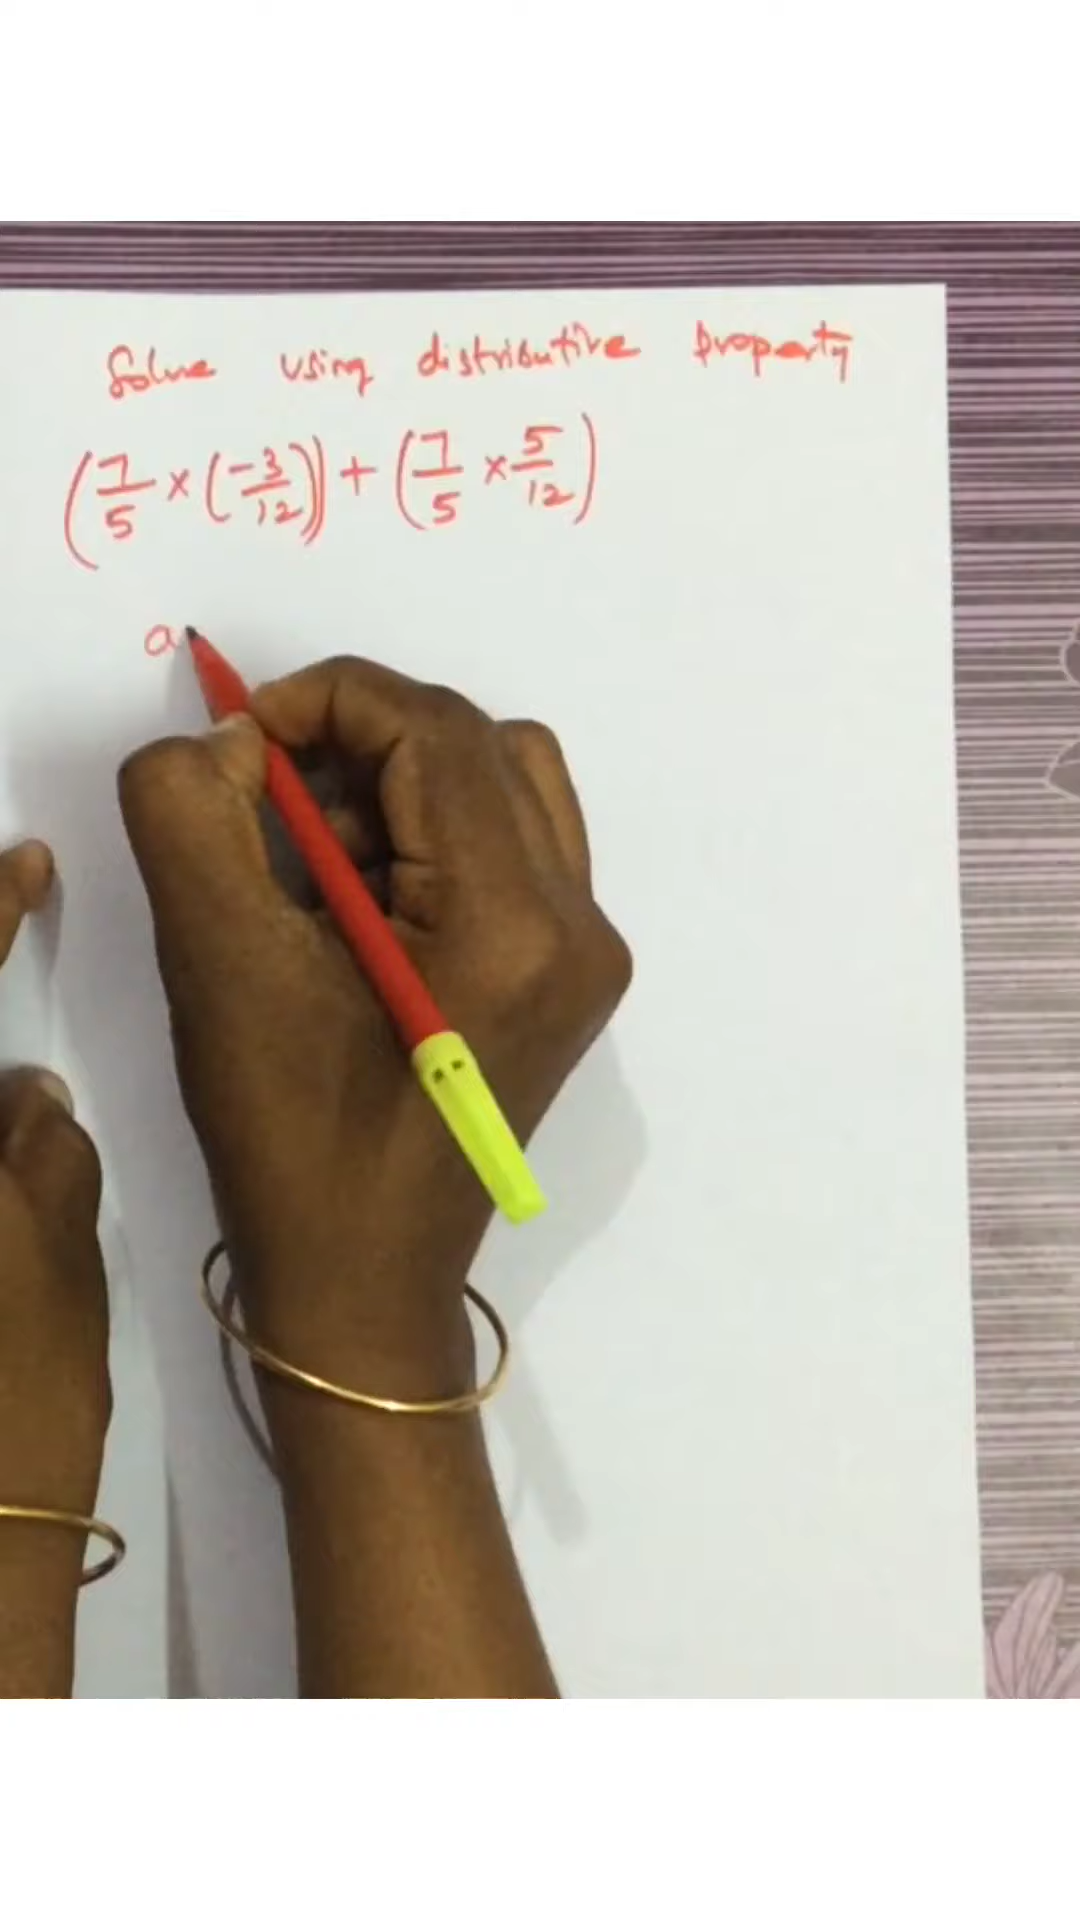 Solve using distributive property
(7/5 × (-3/12)) + (7/5 × 5/12)
a